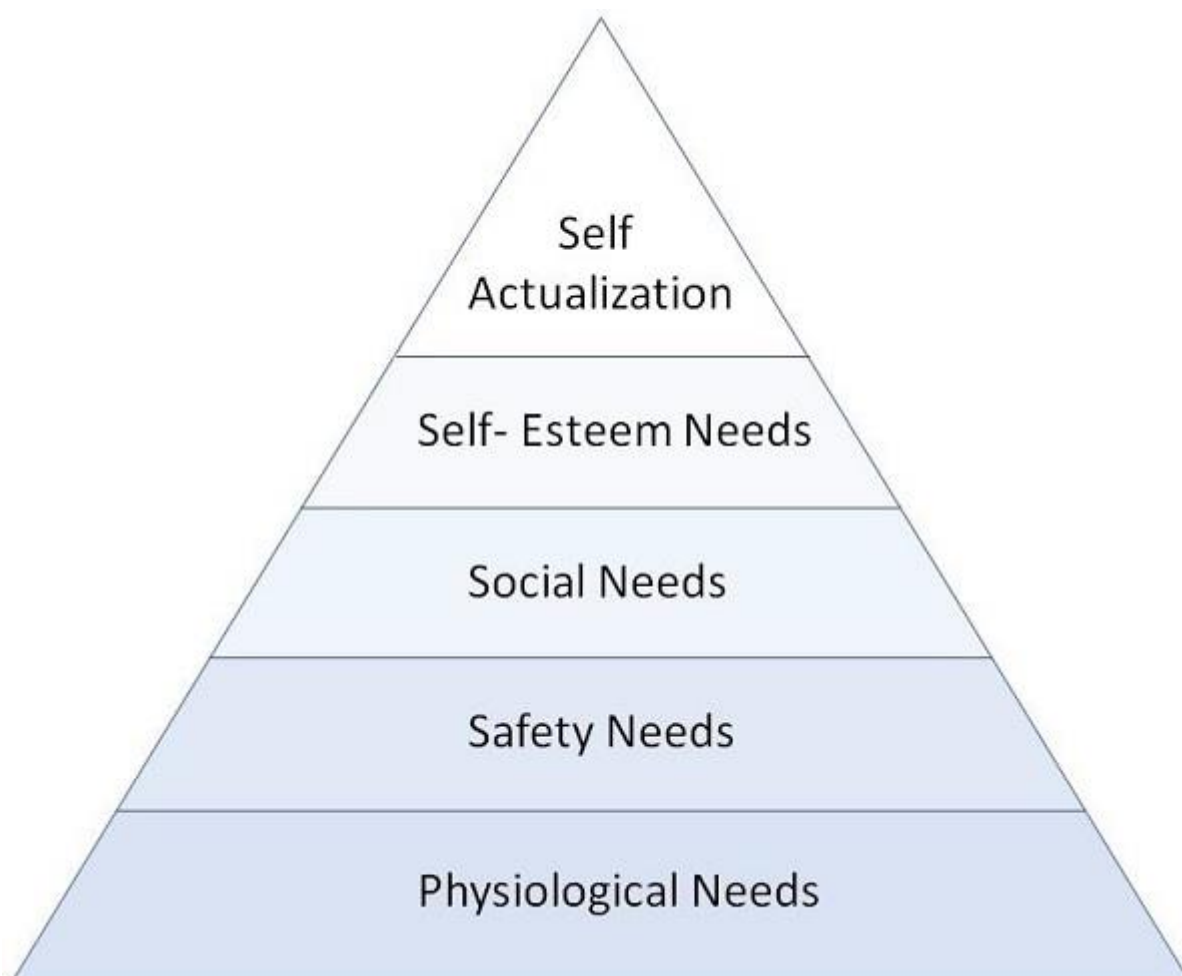 Self
Actualization
Self- Esteem Needs
Social Needs
Safety Needs
Physiological Needs